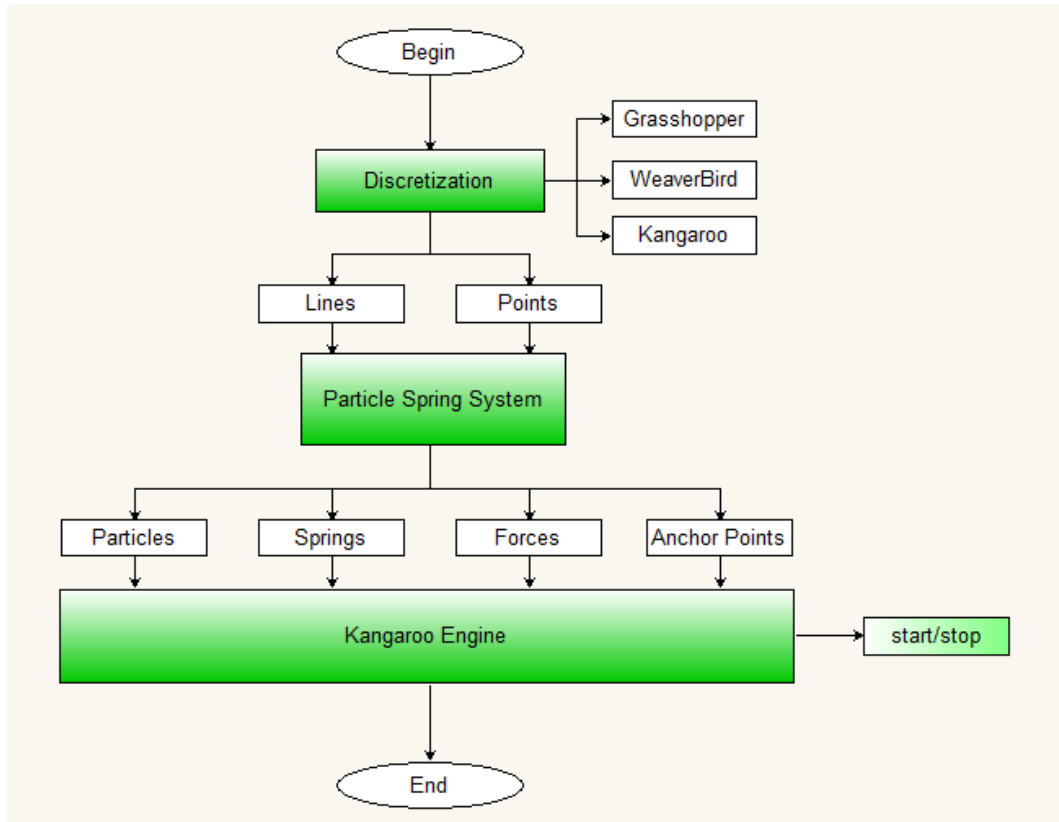 Begin
Grasshopper
Discretization
WeaverBird
Kangaroo
Lines
Points
Particle Spring System
Particles
Springs
Forces
Anchor Points
Kangaroo Engine
start/stop
End